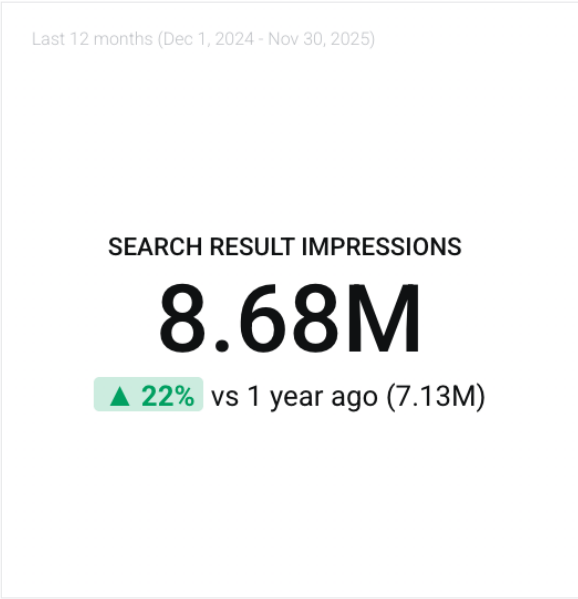 Last 12 months (Dec 1, 2024 - Nov 30, 2025)
SEARCH RESULT IMPRESSIONS
8.68M
▲ 22% vs 1 year ago (7.13M)